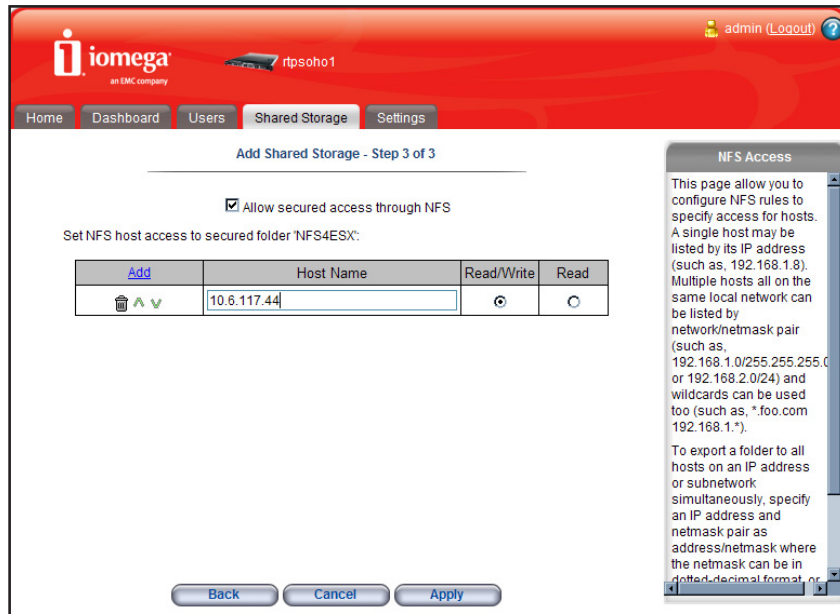 admin (Logout) ?
iomega
an EMC company
rtpsoho1
Home Dashboard Users Shared Storage Settings
Add Shared Storage - Step 3 of 3
Allow secured access through NFS
Set NFS host access to secured folder 'NFS4ESX':
Add Host Name Read/Write Read
10.6.117.44
Back Cancel Apply
NFS Access
This page allow you to
configure NFS rules to
specify access for hosts.
A single host may be
listed by its IP address
(such as, 192.168.1.8).
Multiple hosts all on the
same local network can
be listed by
network/netmask pair
(such as,
192.168.1.0/255.255.255.0
or 192.168.2.0/24) and
wildcards can be used
too (such as, *.foo.com
192.168.1.*).
To export a folder to all
hosts on an IP address
or subnetwork
simultaneously, specify
an IP address and
netmask pair as
address/netmask where
the netmask can be in
dotted-decimal format, or